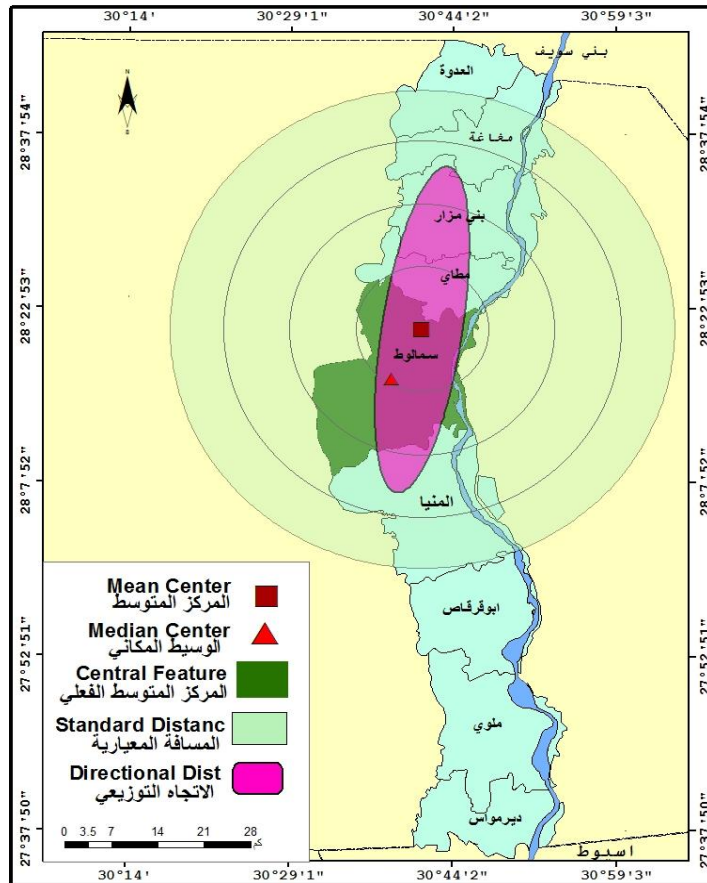 30°14' 30°29'1" 30°44'2" 30°59'3"
بني سويف
العدوة
28°37'54" 28°37'54"
N
مغاغة
S
بني مزار
مطاي
28°22'53" 28°22'53"
سمالوط
28°7'52" 28°7'52"
المنيا
Mean Center
المركز المتوسط
Median Center
الوسيط المكاني
Central Feature
المركز المتوسط الفعلي
Standard Distanc
المسافة المعيارية
Directional Dist
الاتجاه التوزيعي
0 3.5 7 14 21 28
كم
ابوقرقاص
27°52'51" 27°52'51"
ملوي
ديرمواس
27°37'50" 27°37'50"
اسيوط
30°14' 30°29'1" 30°44'2" 30°59'3"